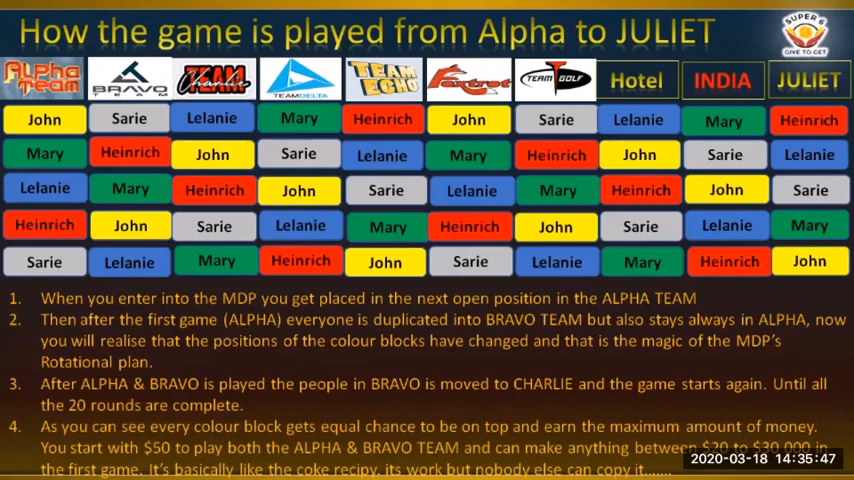 How the game is played from Alpha to JULIET
SUPER 6
GIVE TO GET
Alpha Team
BRAVO TEAM
TEAM Charlie
TEAMDELTA
TEAM ECHO
Foxtrot
TEAM GOLF
Hotel
INDIA
JULIET
John Sarie Lelanie Mary Heinrich John Sarie Lelanie Mary Heinrich
Mary Heinrich John Sarie Lelanie Mary Heinrich John Sarie Lelanie
Lelanie Mary Heinrich John Sarie Lelanie Mary Heinrich John Sarie
Heinrich John Sarie Lelanie Mary Heinrich John Sarie Lelanie Mary
Sarie Lelanie Mary Heinrich John Sarie Lelanie Mary Heinrich John
1. When you enter into the MDP you get placed in the next open position in the ALPHA TEAM
2. Then after the first game (ALPHA) everyone is duplicated into BRAVO TEAM but also stays always in ALPHA, now
you will realise that the positions of the colour blocks have changed and that is the magic of the MDP's
Rotational plan.
3. After ALPHA & BRAVO is played the people in BRAVO is moved to CHARLIE and the game starts again. Until all
the 20 rounds are complete.
4. As you can see every colour block gets equal chance to be on top and earn the maximum amount of money.
You start with $50 to play both the ALPHA & BRAVO TEAM and can make anything between $20 to $30 000 in
the first game. It's basically like the coke recipy, its work but nobody else can copy it......
2020-03-18 14:35:47